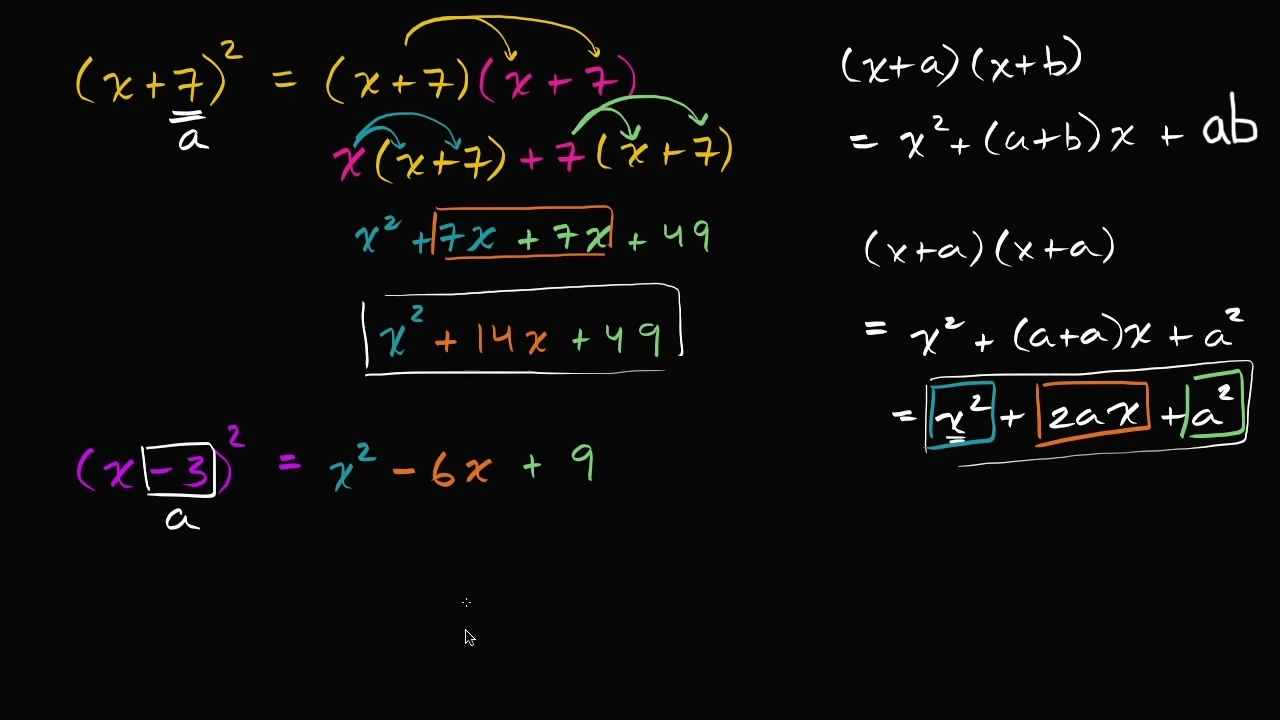 (x+7)² = (x+7)(x+7)
a
x(x+7)+7(x+7)
x²+7x+7x+49
x²+14x+49
(x-3)² = x²-6x+9
a
(x+a)(x+b)
= x²+(a+b)x+ab
(x+a)(x+a)
= x²+(a+a)x+a²
= x²+2ax+a²